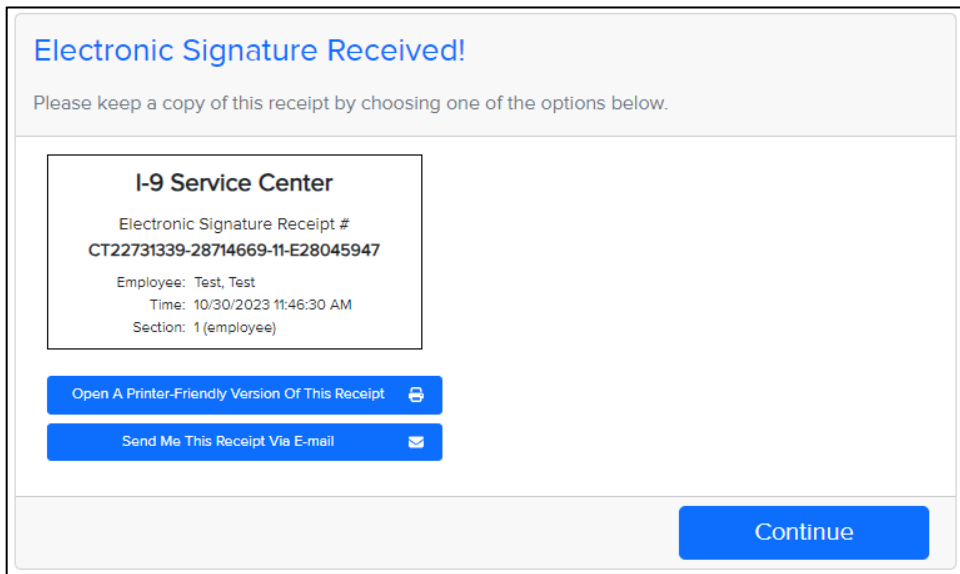 Electronic Signature Received!
Please keep a copy of this receipt by choosing one of the options below.
I-9 Service Center
Electronic Signature Receipt #
CT22731339-28714669-11-E28045947
Employee: Test, Test
Time: 10/30/2023 11:46:30 AM
Section: 1 (employee)
Open A Printer-Friendly Version Of This Receipt
Send Me This Receipt Via E-mail
Continue